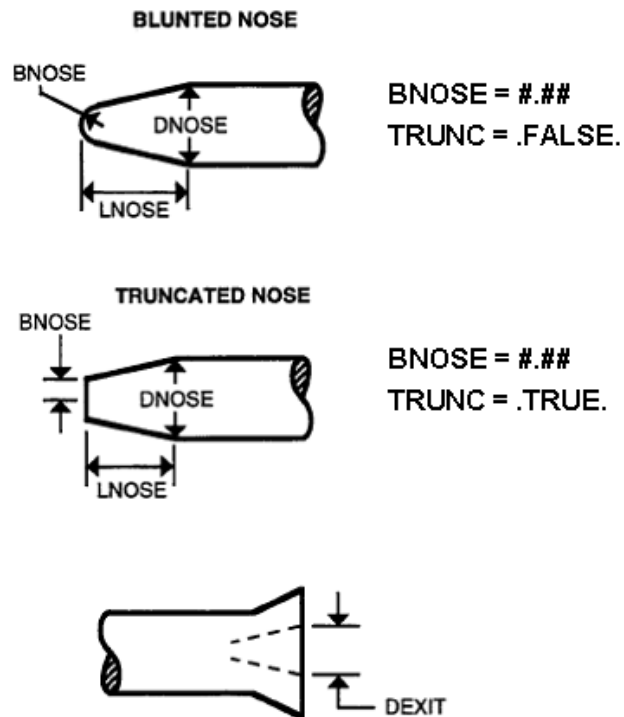 BLUNTED NOSE
BNOSE
DNOSE
LNOSE
BNOSE = #.##
TRUNC = .FALSE.
TRUNCATED NOSE
BNOSE
DNOSE
LNOSE
BNOSE = #.##
TRUNC = .TRUE.
DEXIT